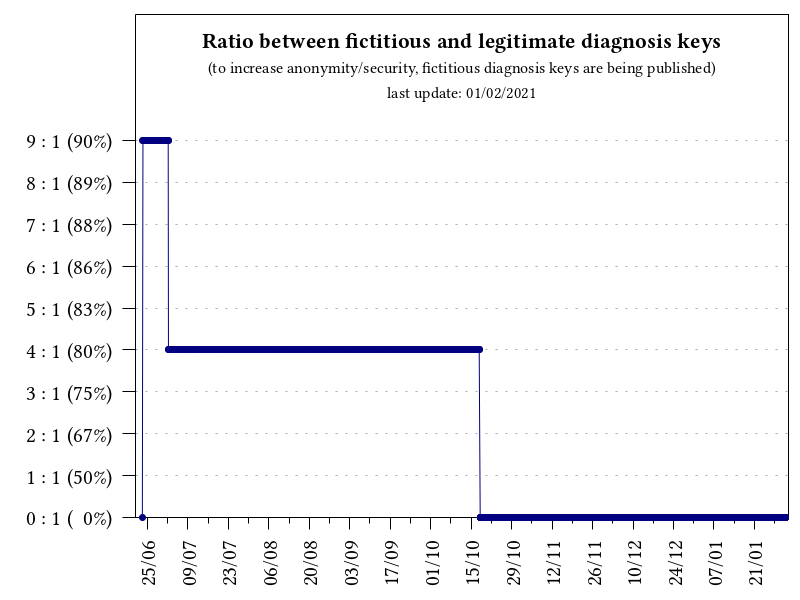 Ratio between fictitious and legitimate diagnosis keys
(to increase anonymity/security, fictitious diagnosis keys are being published)
last update: 01/02/2021
9 : 1 (90%)
8 : 1 (89%)
7 : 1 (88%)
6 : 1 (86%)
5 : 1 (83%)
4 : 1 (80%)
3 : 1 (75%)
2 : 1 (67%)
1 : 1 (50%)
0 : 1 ( 0%)
25/06
09/07
23/07
06/08
20/08
03/09
17/09
01/10
15/10
29/10
12/11
26/11
10/12
24/12
07/01
21/01